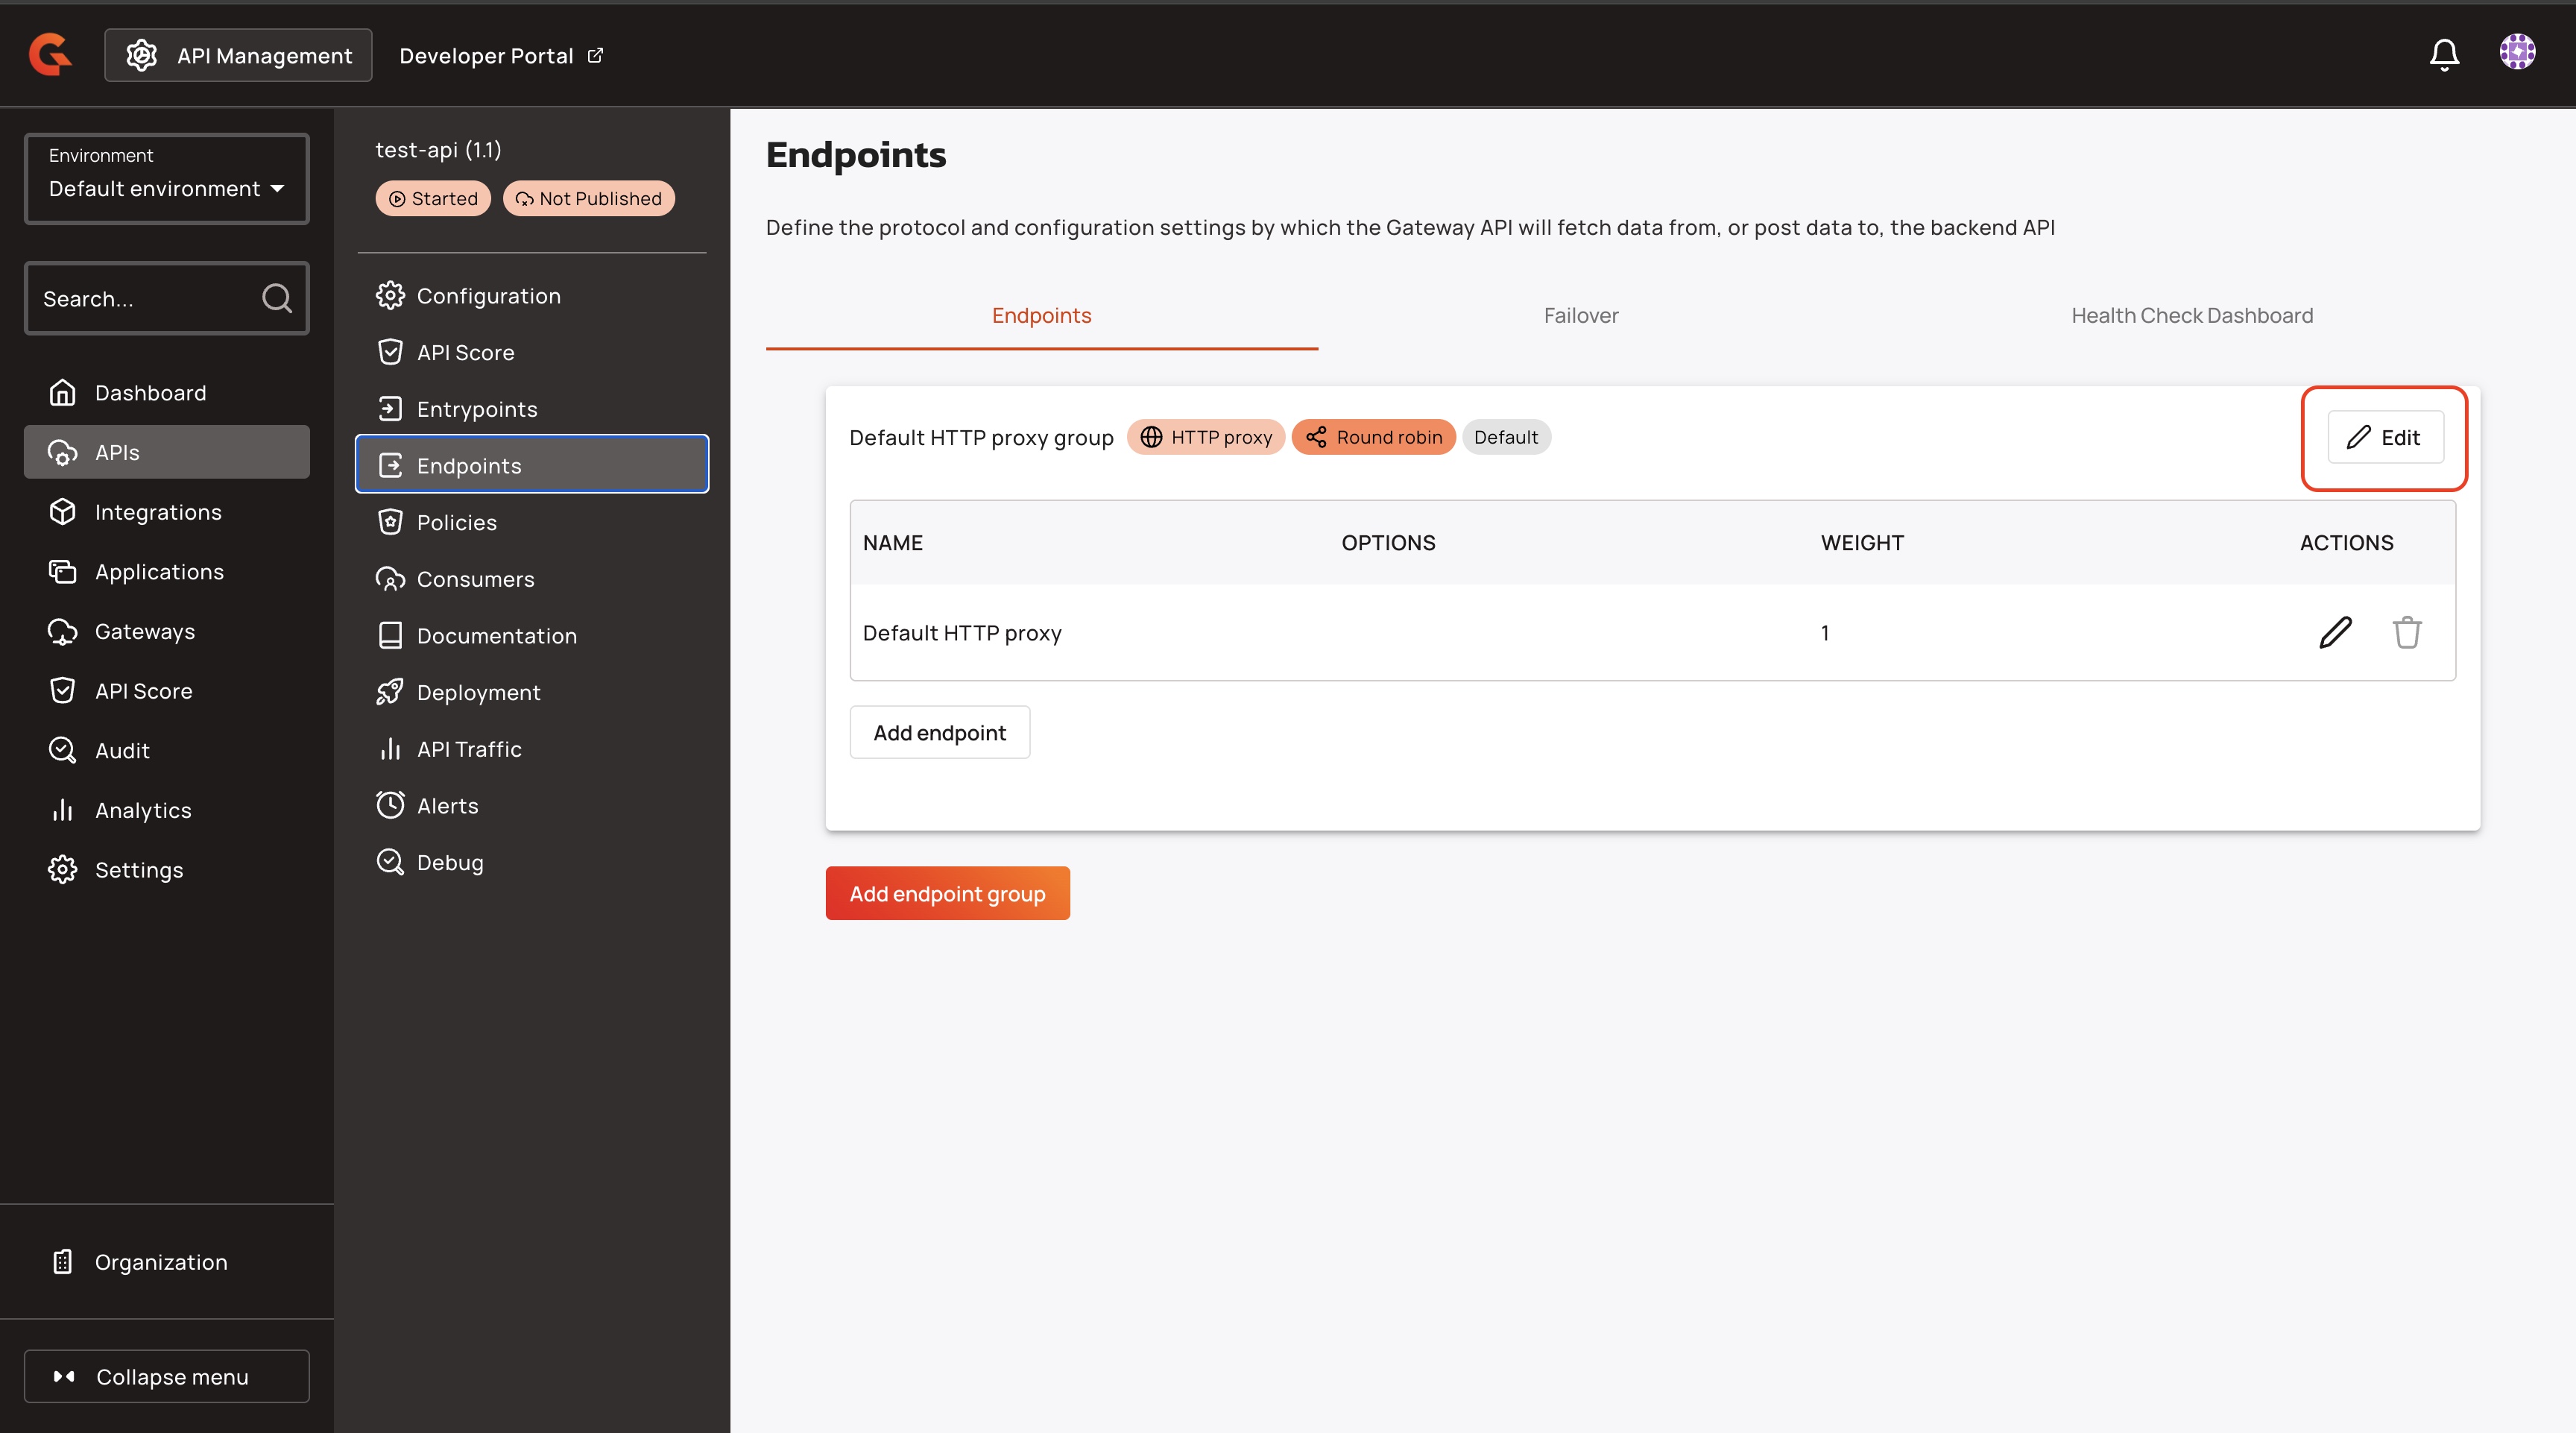 API Management
Developer Portal
Environment
Default environment
Search...
Dashboard
APIs
Integrations
Applications
Gateways
API Score
Audit
Analytics
Settings
Organization
Collapse menu
test-api (1.1)
Started
Not Published
Configuration
API Score
Entrypoints
Endpoints
Policies
Consumers
Documentation
Deployment
API Traffic
Alerts
Debug
Endpoints
Define the protocol and configuration settings by which the Gateway API will fetch data from, or post data to, the backend API
Endpoints
Failover
Health Check Dashboard
Default HTTP proxy group
HTTP proxy
Round robin
Default
Edit
NAME
OPTIONS
WEIGHT
ACTIONS
Default HTTP proxy
1
Add endpoint
Add endpoint group